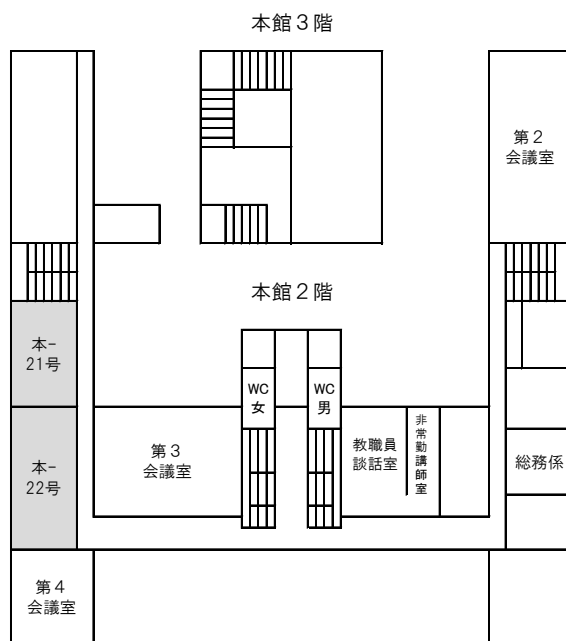 本館３階
第２
会議室
本館２階
本-
21号
WC
女
WC
男
本-
22号
第３
会議室
教職員
談話室
非常勤講師室
総務係
第４
会議室